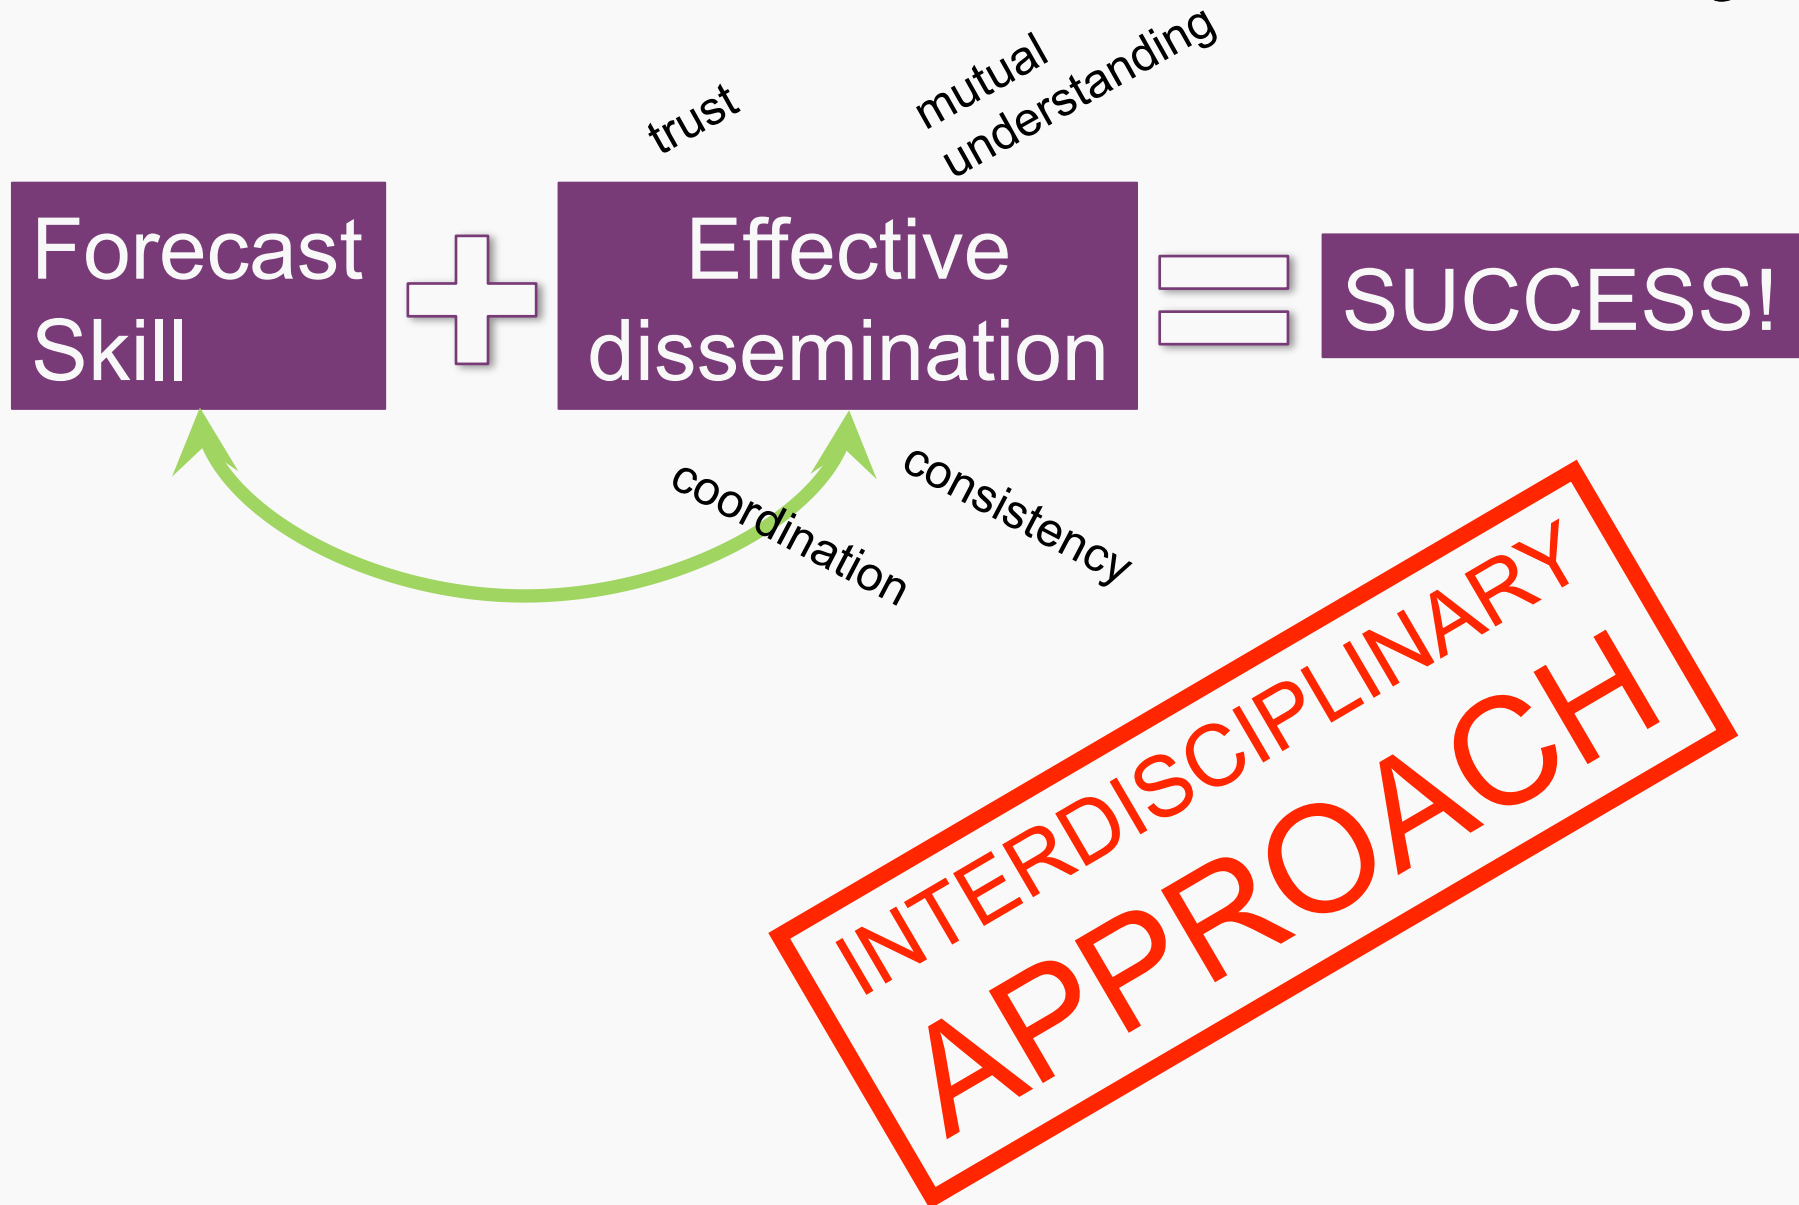 trust
mutual
understanding
Forecast
Skill
Effective
dissemination
SUCCESS!
coordination
consistency
INTERDISCIPLINARY
APPROACH